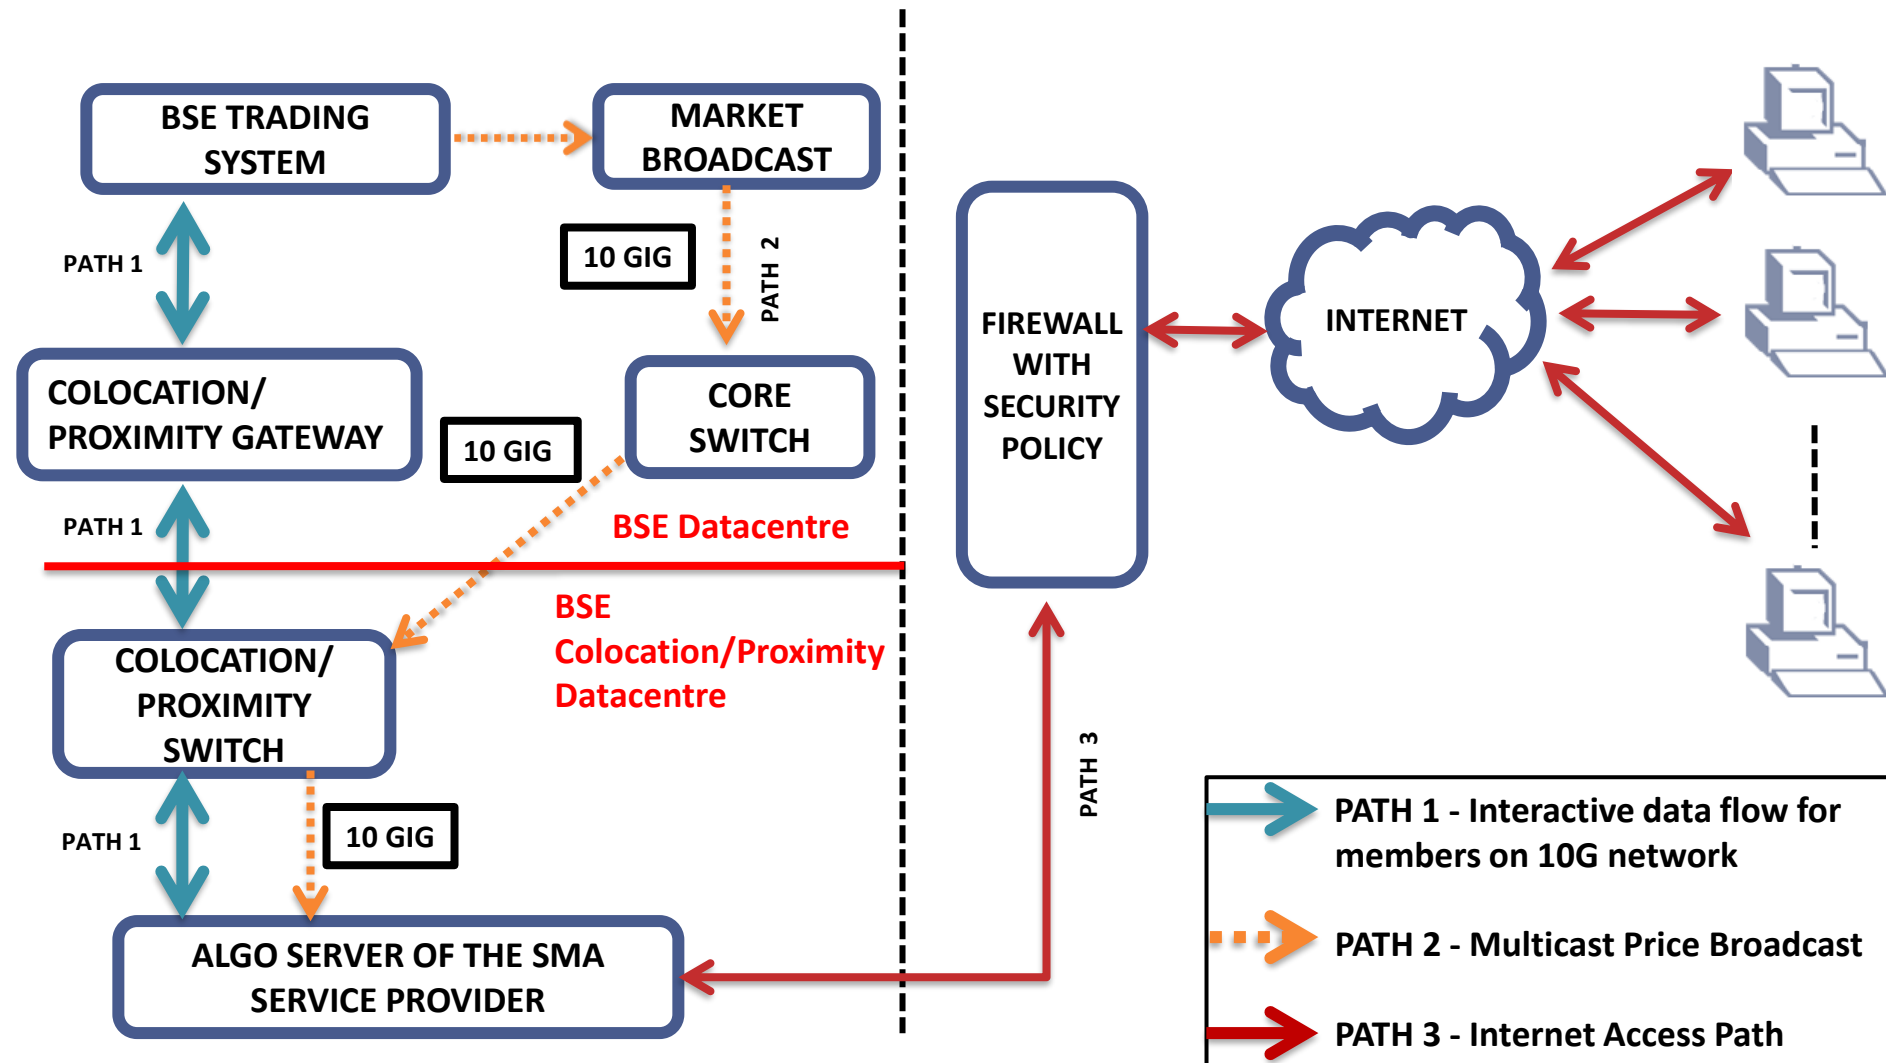 BSE TRADING
SYSTEM
MARKET
BROADCAST
PATH 1
10 GIG
PATH 2
COLOCATION/
PROXIMITY GATEWAY
10 GIG
CORE
SWITCH
PATH 1
BSE Datacentre
BSE
Colocation/Proximity
Datacentre
COLOCATION/
PROXIMITY
SWITCH
PATH 1
10 GIG
ALGO SERVER OF THE SMA
SERVICE PROVIDER
FIREWALL
WITH
SECURITY
POLICY
INTERNET
PATH 3
PATH 1 - Interactive data flow for
members on 10G network
PATH 2 - Multicast Price Broadcast
PATH 3 - Internet Access Path